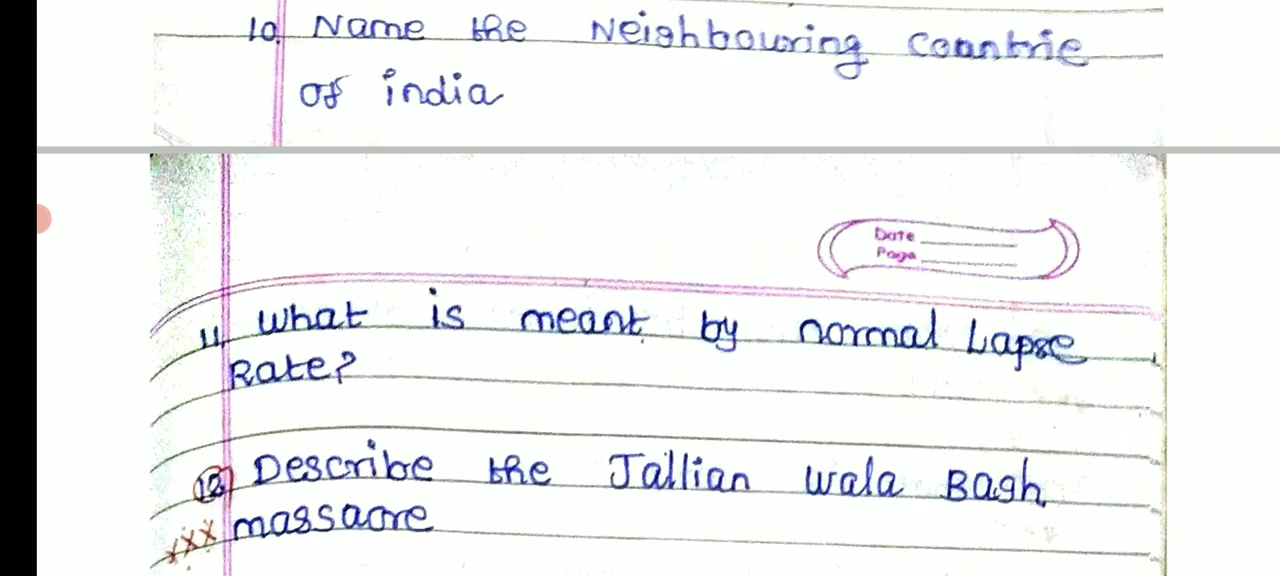 10. Name the Neighbouring Countrie
of india
Date
Page
11. What is meant by normal Lapse
Rate?
12 Describe the Jallian wala Bagh
xxx massacre